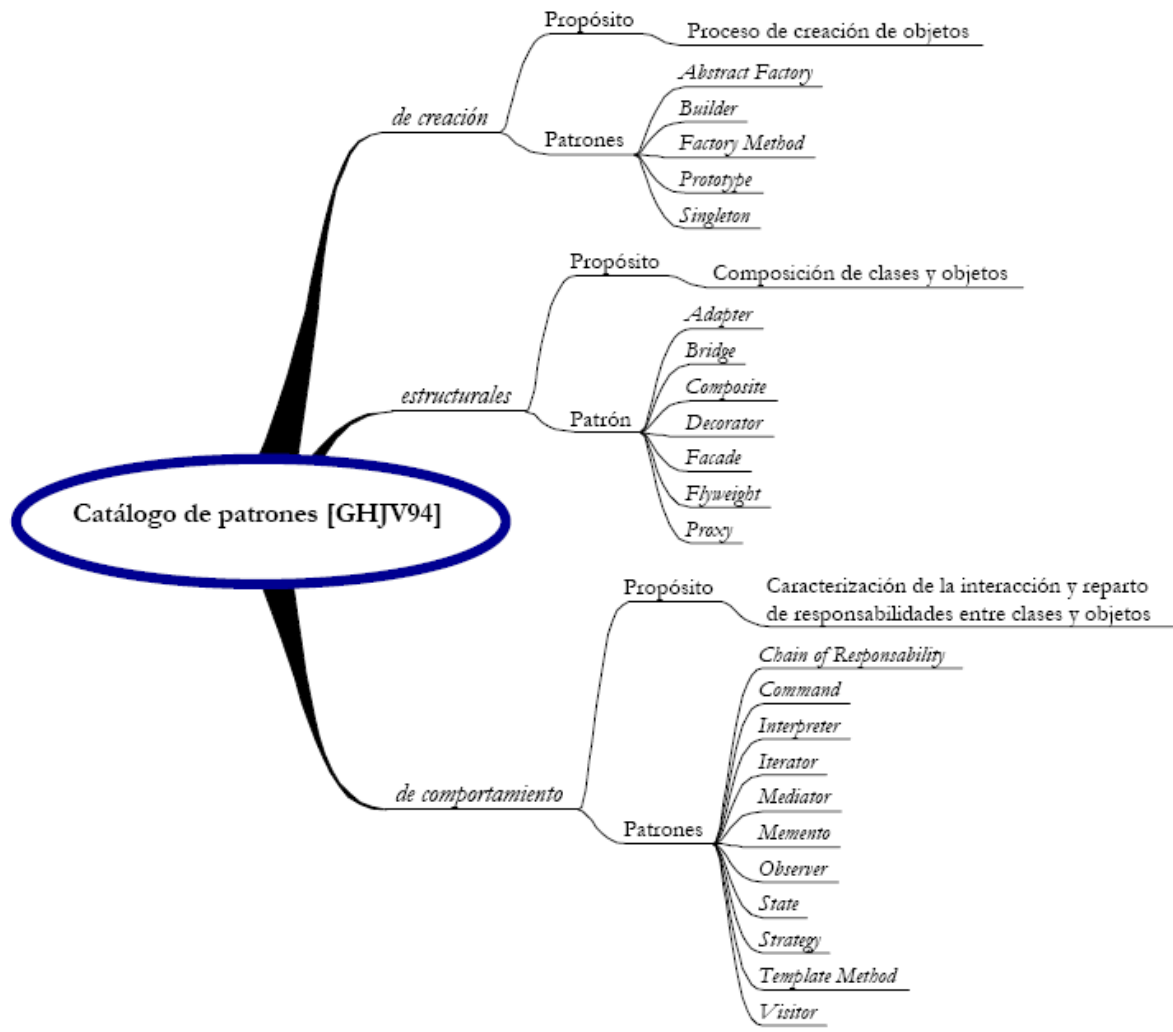 Catálogo de patrones [GHJV94]
de creación
Propósito
Proceso de creación de objetos
Patrones
Abstract Factory
Builder
Factory Method
Prototype
Singleton
estructurales
Propósito
Composición de clases y objetos
Patrón
Adapter
Bridge
Composite
Decorator
Facade
Flyweight
Proxy
de comportamiento
Propósito
Caracterización de la interacción y reparto
de responsabilidades entre clases y objetos
Patrones
Chain of Responsability
Command
Interpreter
Iterator
Mediator
Memento
Observer
State
Strategy
Template Method
Visitor